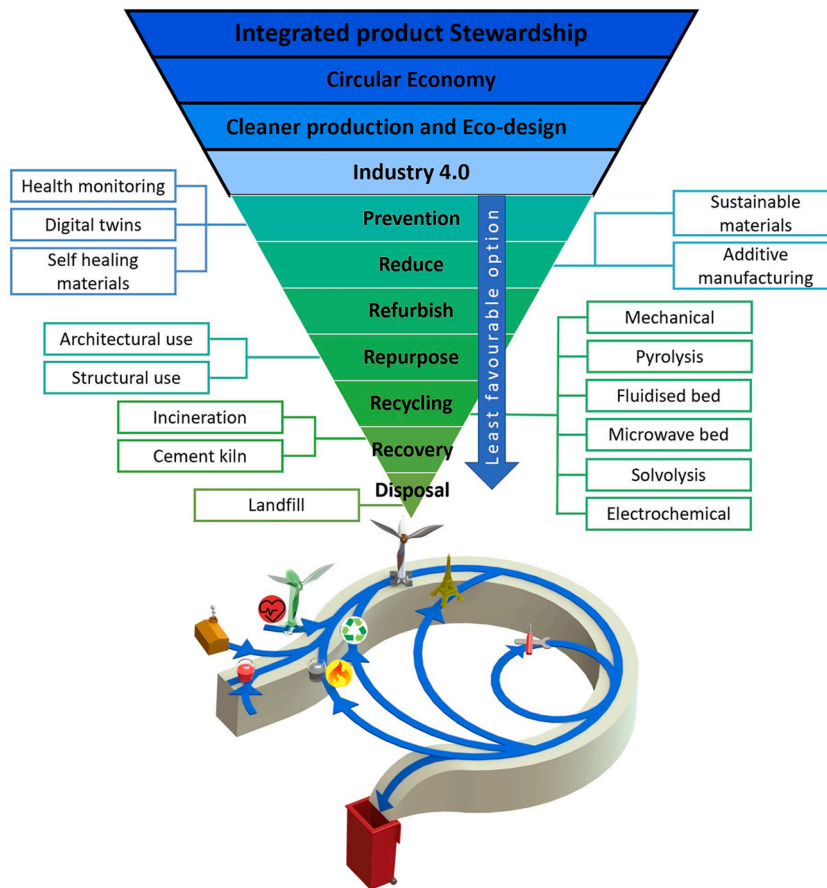 Integrated product Stewardship
Circular Economy
Cleaner production and Eco-design
Industry 4.0
Prevention
Reduce
Refurbish
Repurpose
Recycling
Recovery
Disposal
Least favourable option
Health monitoring
Digital twins
Self healing
materials
Architectural use
Structural use
Incineration
Cement kiln
Landfill
Sustainable
materials
Additive
manufacturing
Mechanical
Pyrolysis
Fluidised bed
Microwave bed
Solvolysis
Electrochemical